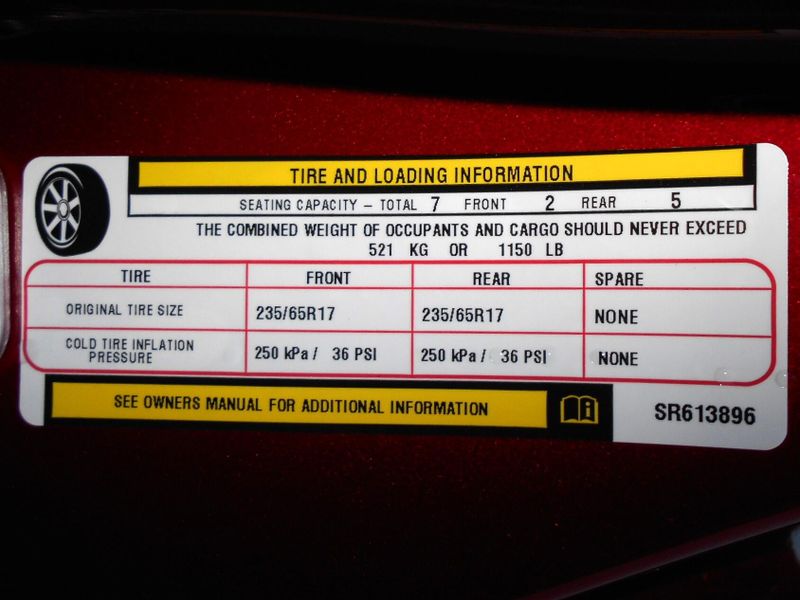 TIRE AND LOADING INFORMATION
SEATING CAPACITY – TOTAL 7 FRONT 2 REAR 5
THE COMBINED WEIGHT OF OCCUPANTS AND CARGO SHOULD NEVER EXCEED
521 KG OR 1150 LB
TIRE FRONT REAR SPARE
ORIGINAL TIRE SIZE 235/65R17 235/65R17 NONE
COLD TIRE INFLATION
PRESSURE 250 kPa / 36 PSI 250 kPa / 36 PSI NONE
SEE OWNERS MANUAL FOR ADDITIONAL INFORMATION
SR613896